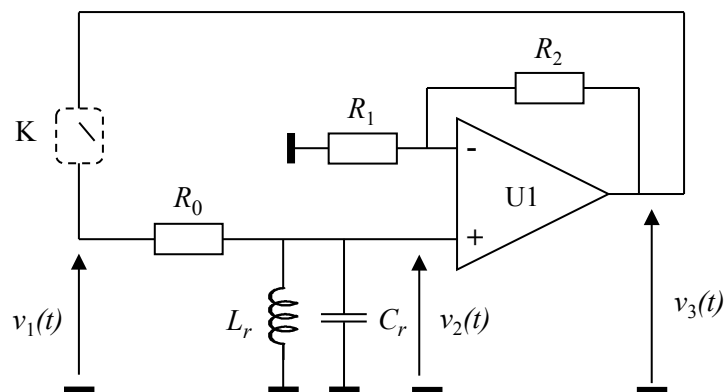 R2
R1
K
-
U1
R0
+
v1(t)
Lr
Cr
v2(t)
v3(t)